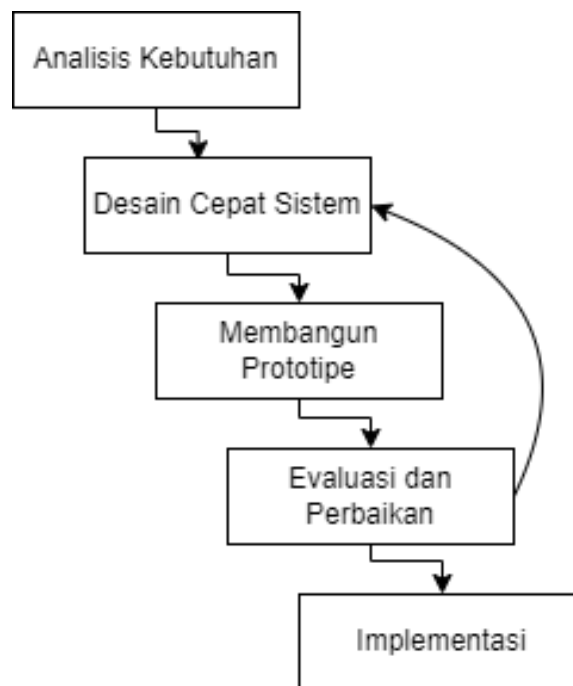 Analisis Kebutuhan
Desain Cepat Sistem
Membangun
Prototipe
Evaluasi dan
Perbaikan
Implementasi